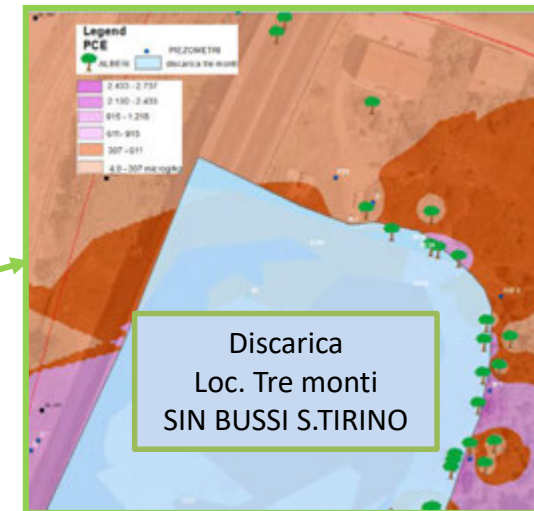 Legend
PCE
ALBERI
PIEZOMETRI
discarica tre monti
2.433 - 2.737
2.130 - 2.433
915 - 1.218
611 - 915
307 - 611
4,0 - 307 microg/kg
Discarica
Loc. Tre monti
SIN BUSSI S.TIRINO